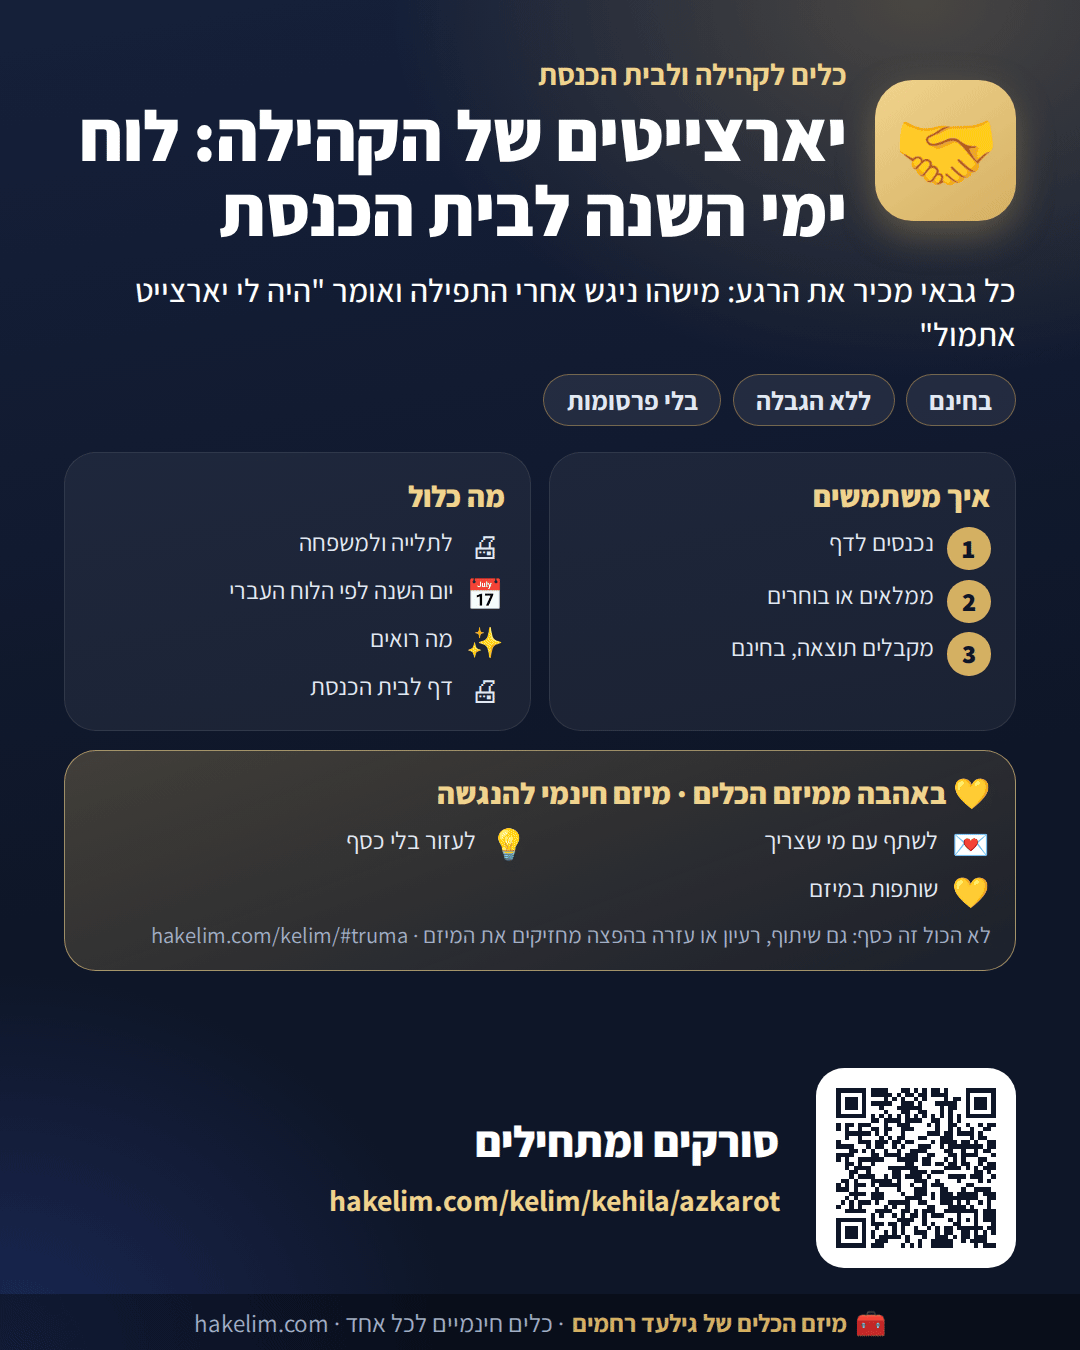 כלים לקהילה ולבית הכנסת
יארצייטים של הקהילה: לוח
ימי השנה לבית הכנסת
כל גבאי מכיר את הרגע: מישהו ניגש אחרי התפילה ואומר "היה לי יארצייט
אתמול"
בחינם
ללא הגבלה
בלי פרסומות
איך משתמשים
1 נכנסים לדף
2 ממלאים או בוחרים
3 מקבלים תוצאה, בחינם
מה כלול
לתלייה ולמשפחה
July 17 יום השנה לפי הלוח העברי
מה רואים
דף לבית הכנסת
באהבה ממיזם הכלים · מיזם חינמי להנגשה
לשתף עם מי שצריך
לעזור בלי כסף
שותפות במיזם
לא הכול זה כסף: גם שיתוף, רעיון או עזרה בהפצה מחזיקים את המיזם · hakelim.com/kelim/#truma
סורקים ומתחילים
hakelim.com/kelim/kehila/azkarot
מיזם הכלים של גילעד רחמים · כלים חינמיים לכל אחד · hakelim.com